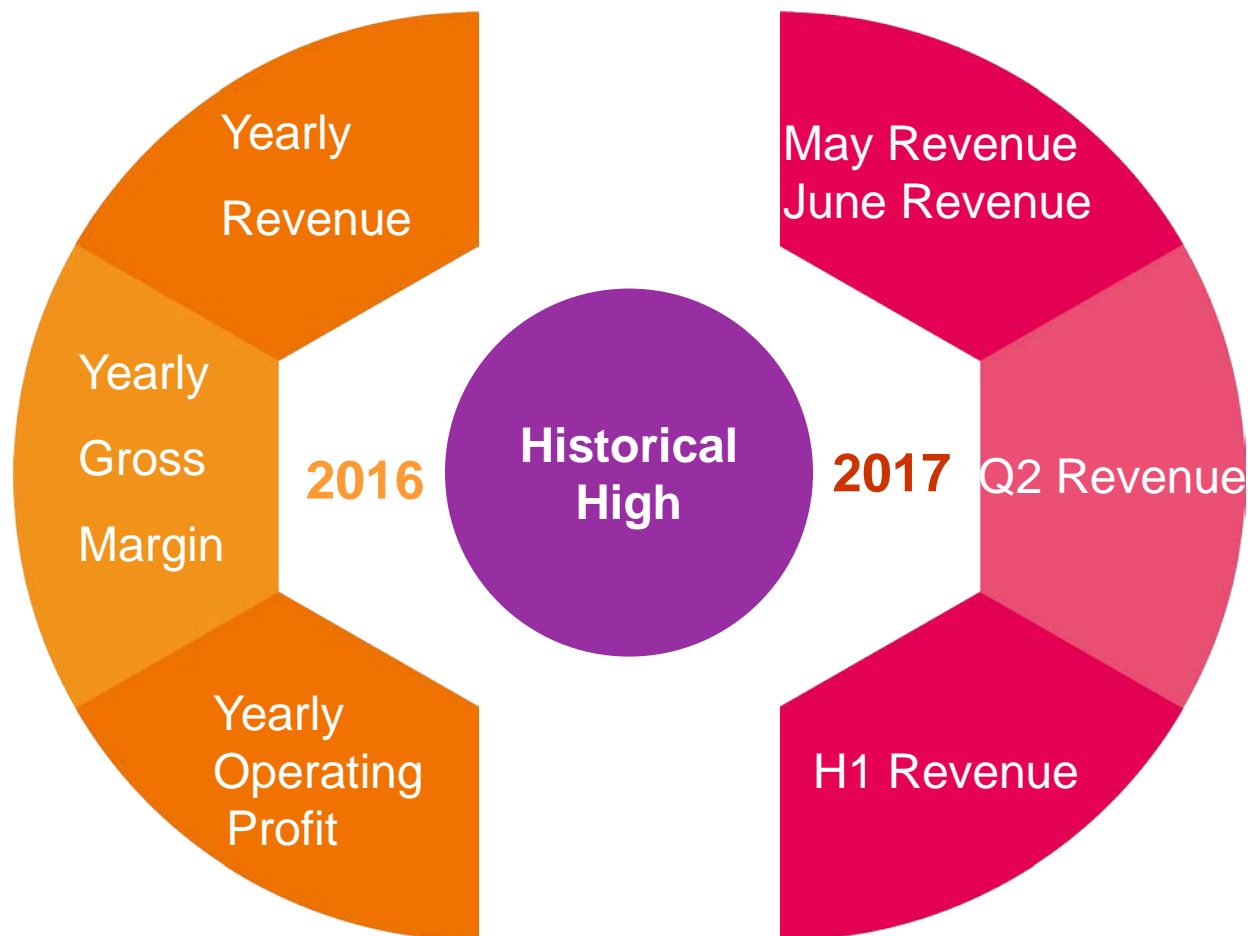 Yearly
Revenue
Yearly
Gross
Margin
Yearly
Operating
Profit
2016
Historical
High
2017
May Revenue
June Revenue
Q2 Revenue
H1 Revenue